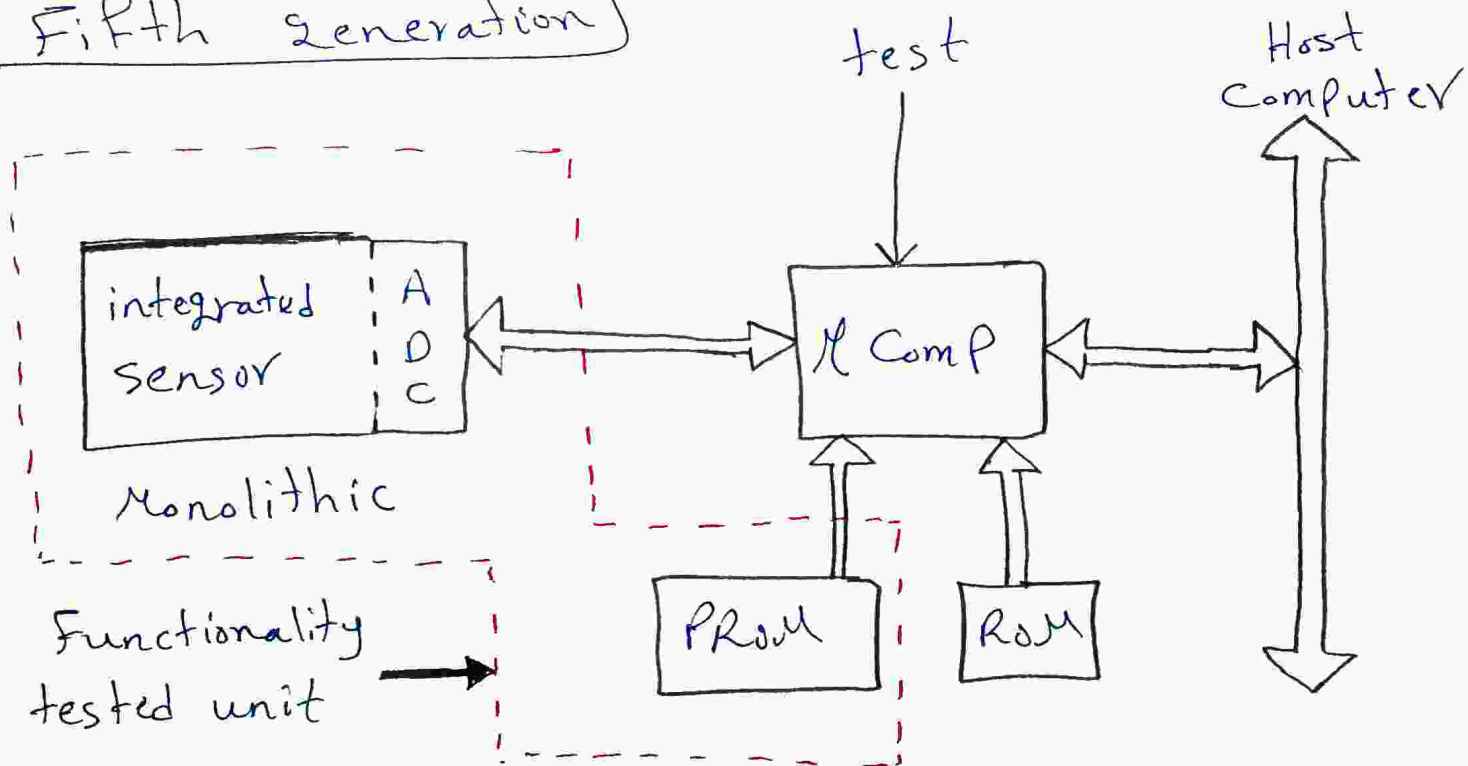 Fifth generation
test
Host
Computer
integrated
sensor
A
D
C
μ Comp
Monolithic
Functionality
tested unit
PROM
ROM